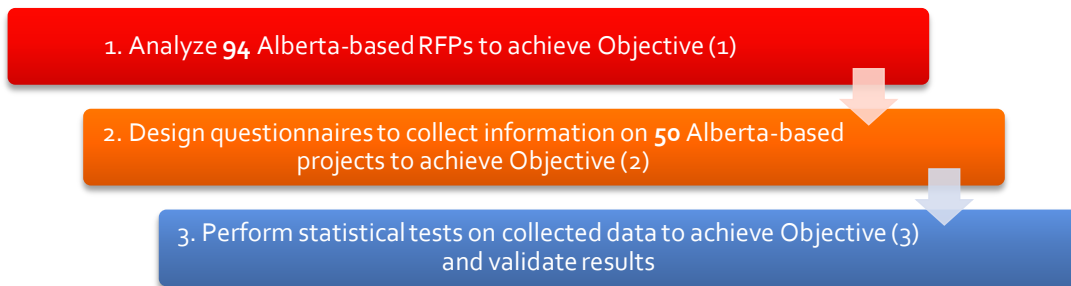 1. Analyze 94 Alberta-based RFPs to achieve Objective (1)
2. Design questionnaires to collect information on 50 Alberta-based
projects to achieve Objective (2)
3. Perform statistical tests on collected data to achieve Objective (3)
and validate results